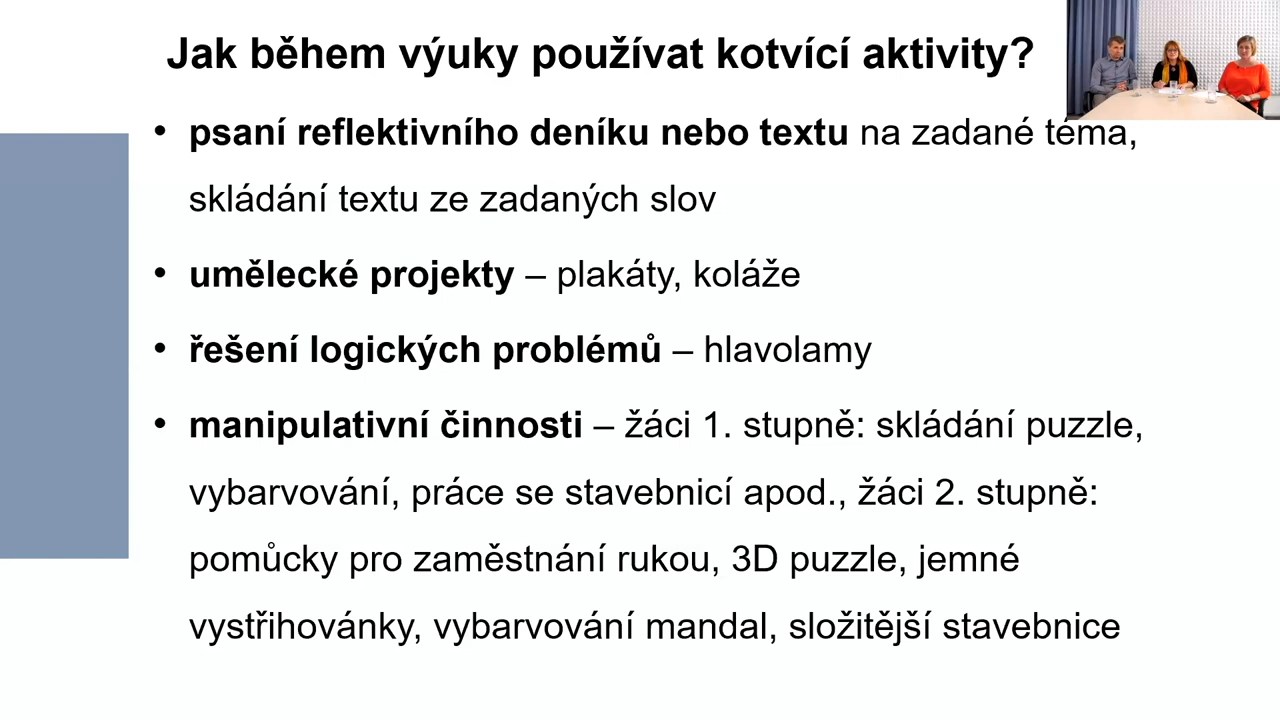 Jak během výuky používat kotvící aktivity?
• psaní reflektivního deníku nebo textu na zadané téma,
skládání textu ze zadaných slov
• umělecké projekty – plakáty, koláže
• řešení logických problémů – hlavolamy
• manipulativní činnosti – žáci 1. stupně: skládání puzzle,
vybarvování, práce se stavebnicí apod., žáci 2. stupně:
pomůcky pro zaměstnání rukou, 3D puzzle, jemné
vystřihovánky, vybarvování mandal, složitější stavebnice